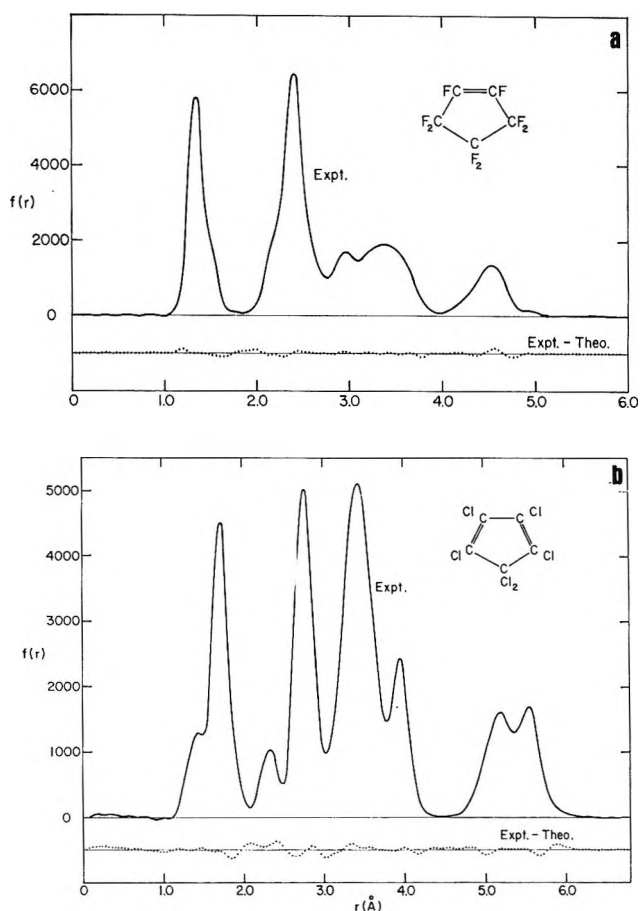 a
6000
4000
2000
0
f(r)
FC CF
F₂C CF₂
C
F₂
Expt.
Expt. - Theo.
0 1.0 2.0 3.0 4.0 5.0 6.0
b
5000
4000
3000
2000
1000
0
f(r)
Cl C C Cl
Cl C C Cl
C
Cl₂
Expt.
Expt. - Theo.
0 1.0 2.0 3.0 4.0 5.0 6.0
r(Å)